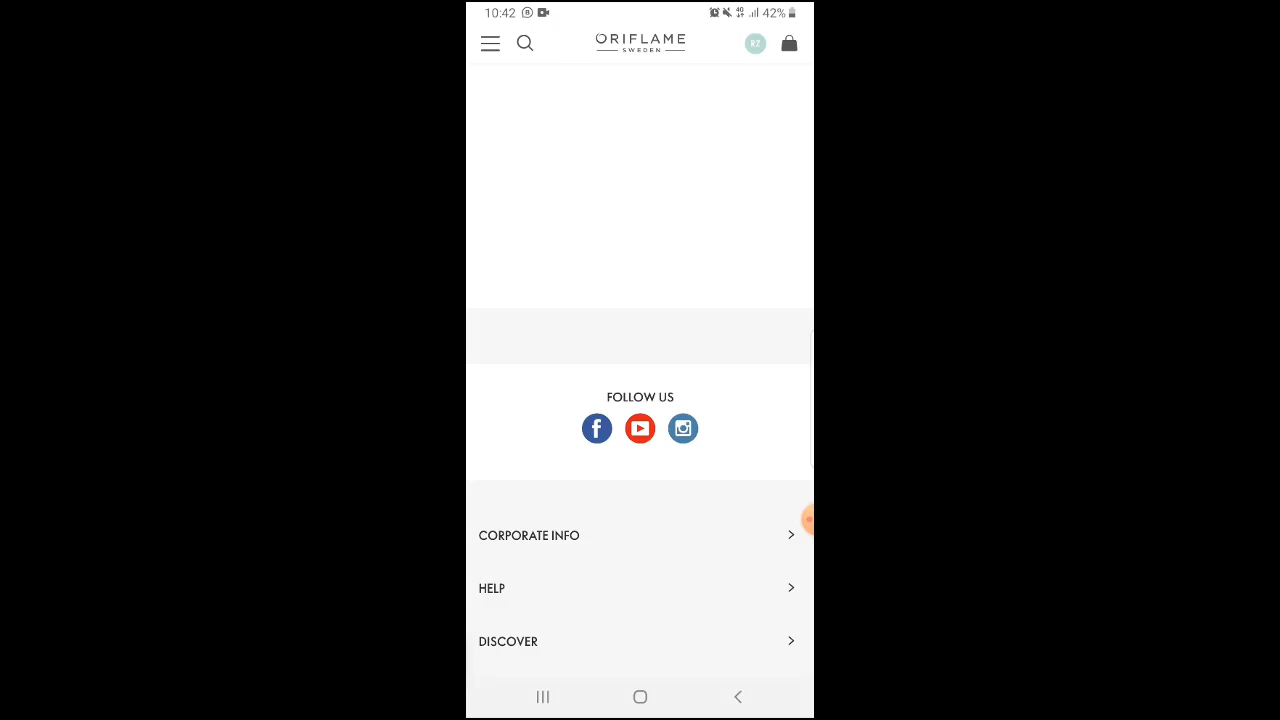 10:42 42%
ORIFLAME
SWEDEN
RZ
FOLLOW US
CORPORATE INFO
HELP
DISCOVER